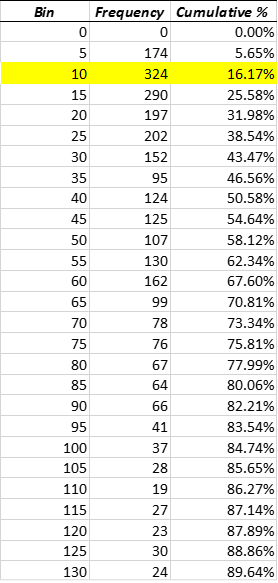 Bin Frequency Cumulative %
0 0 0.00%
5 174 5.65%
10 324 16.17%
15 290 25.58%
20 197 31.98%
25 202 38.54%
30 152 43.47%
35 95 46.56%
40 124 50.58%
45 125 54.64%
50 107 58.12%
55 130 62.34%
60 162 67.60%
65 99 70.81%
70 78 73.34%
75 76 75.81%
80 67 77.99%
85 64 80.06%
90 66 82.21%
95 41 83.54%
100 37 84.74%
105 28 85.65%
110 19 86.27%
115 27 87.14%
120 23 87.89%
125 30 88.86%
130 24 89.64%